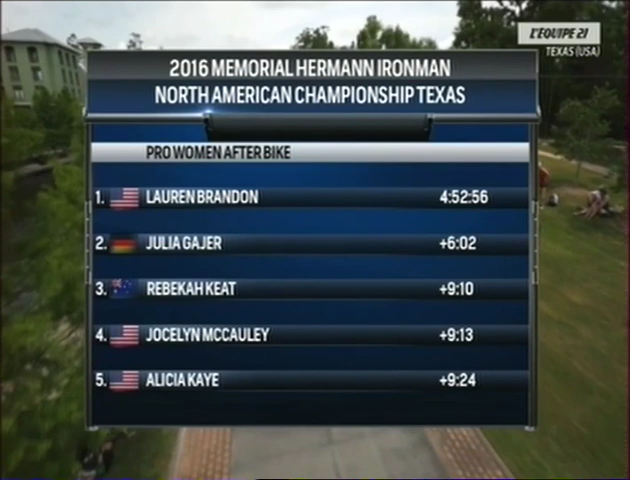 L'EQUIPE 21
TEXAS (USA)
2016 MEMORIAL HERMANN IRONMAN
NORTH AMERICAN CHAMPIONSHIP TEXAS
PRO WOMEN AFTER BIKE
1. LAUREN BRANDON 4:52:56
2. JULIA GAJER +6:02
3. REBEKAH KEAT +9:10
4. JOCELYN MCCAULEY +9:13
5. ALICIA KAYE +9:24